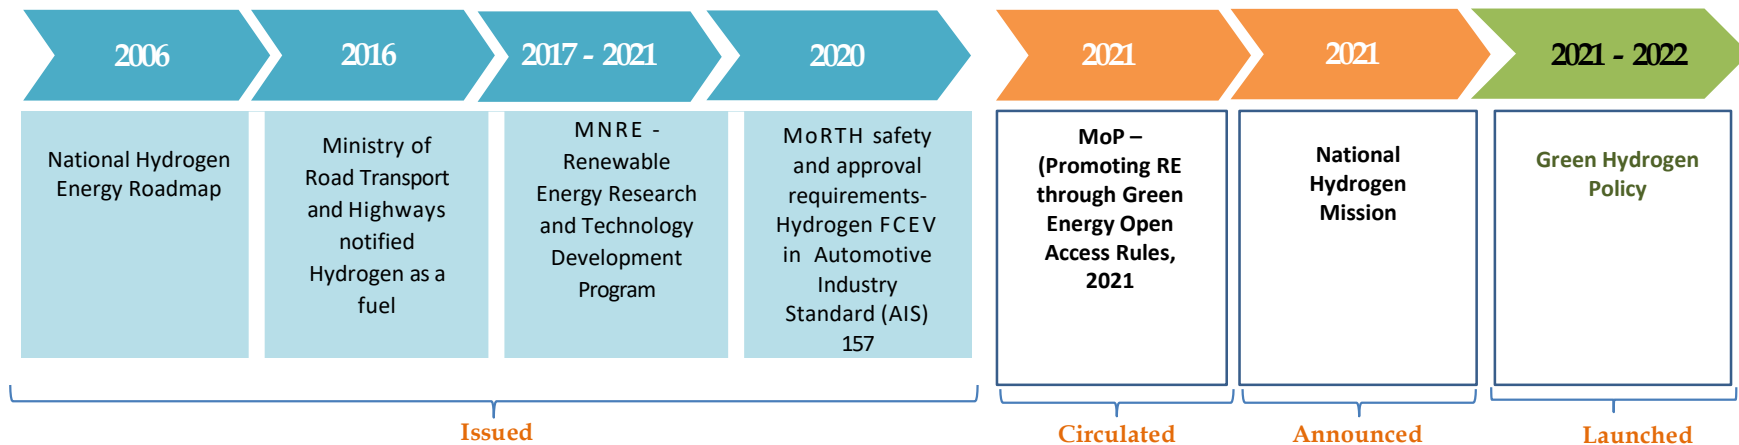 2006
2016
2017 - 2021
2020
2021
2021
2021 - 2022
National Hydrogen
Energy Roadmap
Ministry of
Road Transport
and Highways
notified
Hydrogen as a
fuel
MNRE -
Renewable
Energy Research
and Technology
Development
Program
MoRTH safety
and approval
requirements-
Hydrogen FCEV
in Automotive
Industry
Standard (AIS)
157
MoP –
(Promoting RE
through Green
Energy Open
Access Rules,
2021
National
Hydrogen
Mission
Green Hydrogen
Policy
Issued
Circulated
Announced
Launched